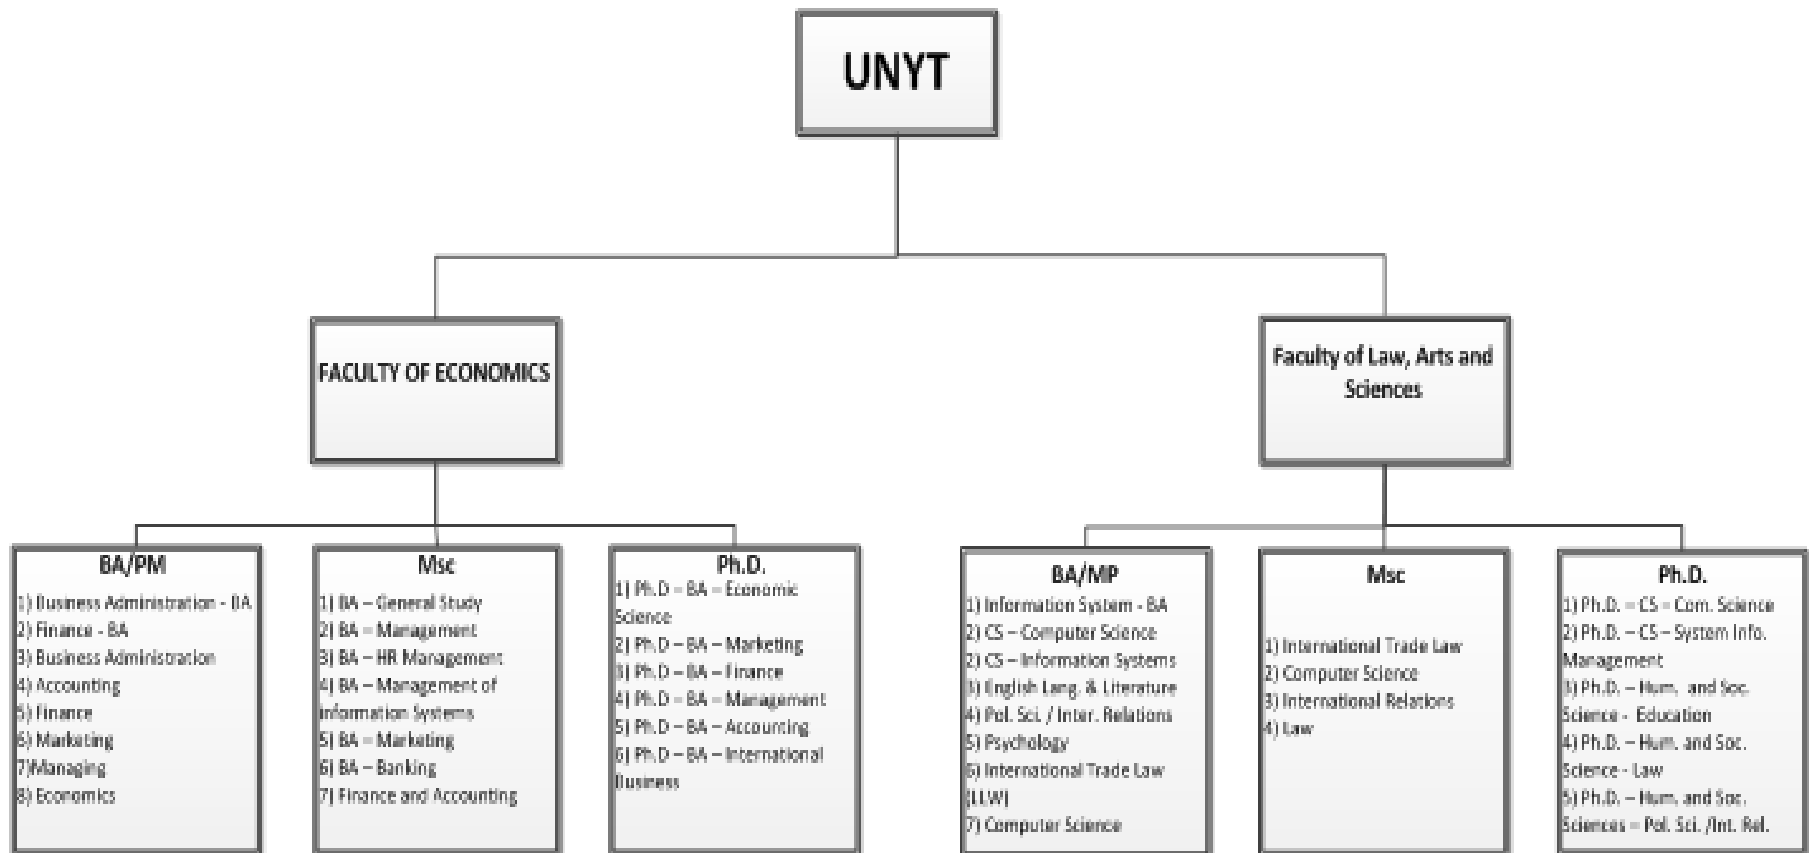 UNYT
FACULTY OF ECONOMICS
Faculty of Law, Arts and
Sciences
BA/PM
1) Business Administration - BA
2) Finance - BA
3) Business Administration
4) Accounting
5) Finance
6) Marketing
7)Managing
8) Economics
Msc
1) BA – General Study
2) BA – Management
3) BA – HR Management
4) BA – Management of
Information Systems
5) BA – Marketing
6) BA – Banking
7) Finance and Accounting
Ph.D.
1) Ph.D – BA – Economic
Science
2) Ph.D – BA – Marketing
3) Ph.D – BA – Finance
4) Ph.D – BA – Management
5) Ph.D – BA – Accounting
6) Ph.D – BA – International
Business
BA/MP
1) Information System - BA
2) CS – Computer Science
2) CS – Information Systems
3) English Lang. & Literature
4) Pol. Sci. / Inter. Relations
5) Psychology
6) International Trade Law
(LLW)
7) Computer Science
Msc
1) International Trade Law
2) Computer Science
3) International Relations
4) Law
Ph.D.
1) Ph.D. – CS – Com. Science
2) Ph.D. – CS – System Info.
Management
3) Ph.D. – Hum. and Soc.
Science - Education
4) Ph.D. – Hum. and Soc.
Science - Law
5) Ph.D. – Hum. and Soc.
Sciences – Pol. Sci. /Int. Rel.